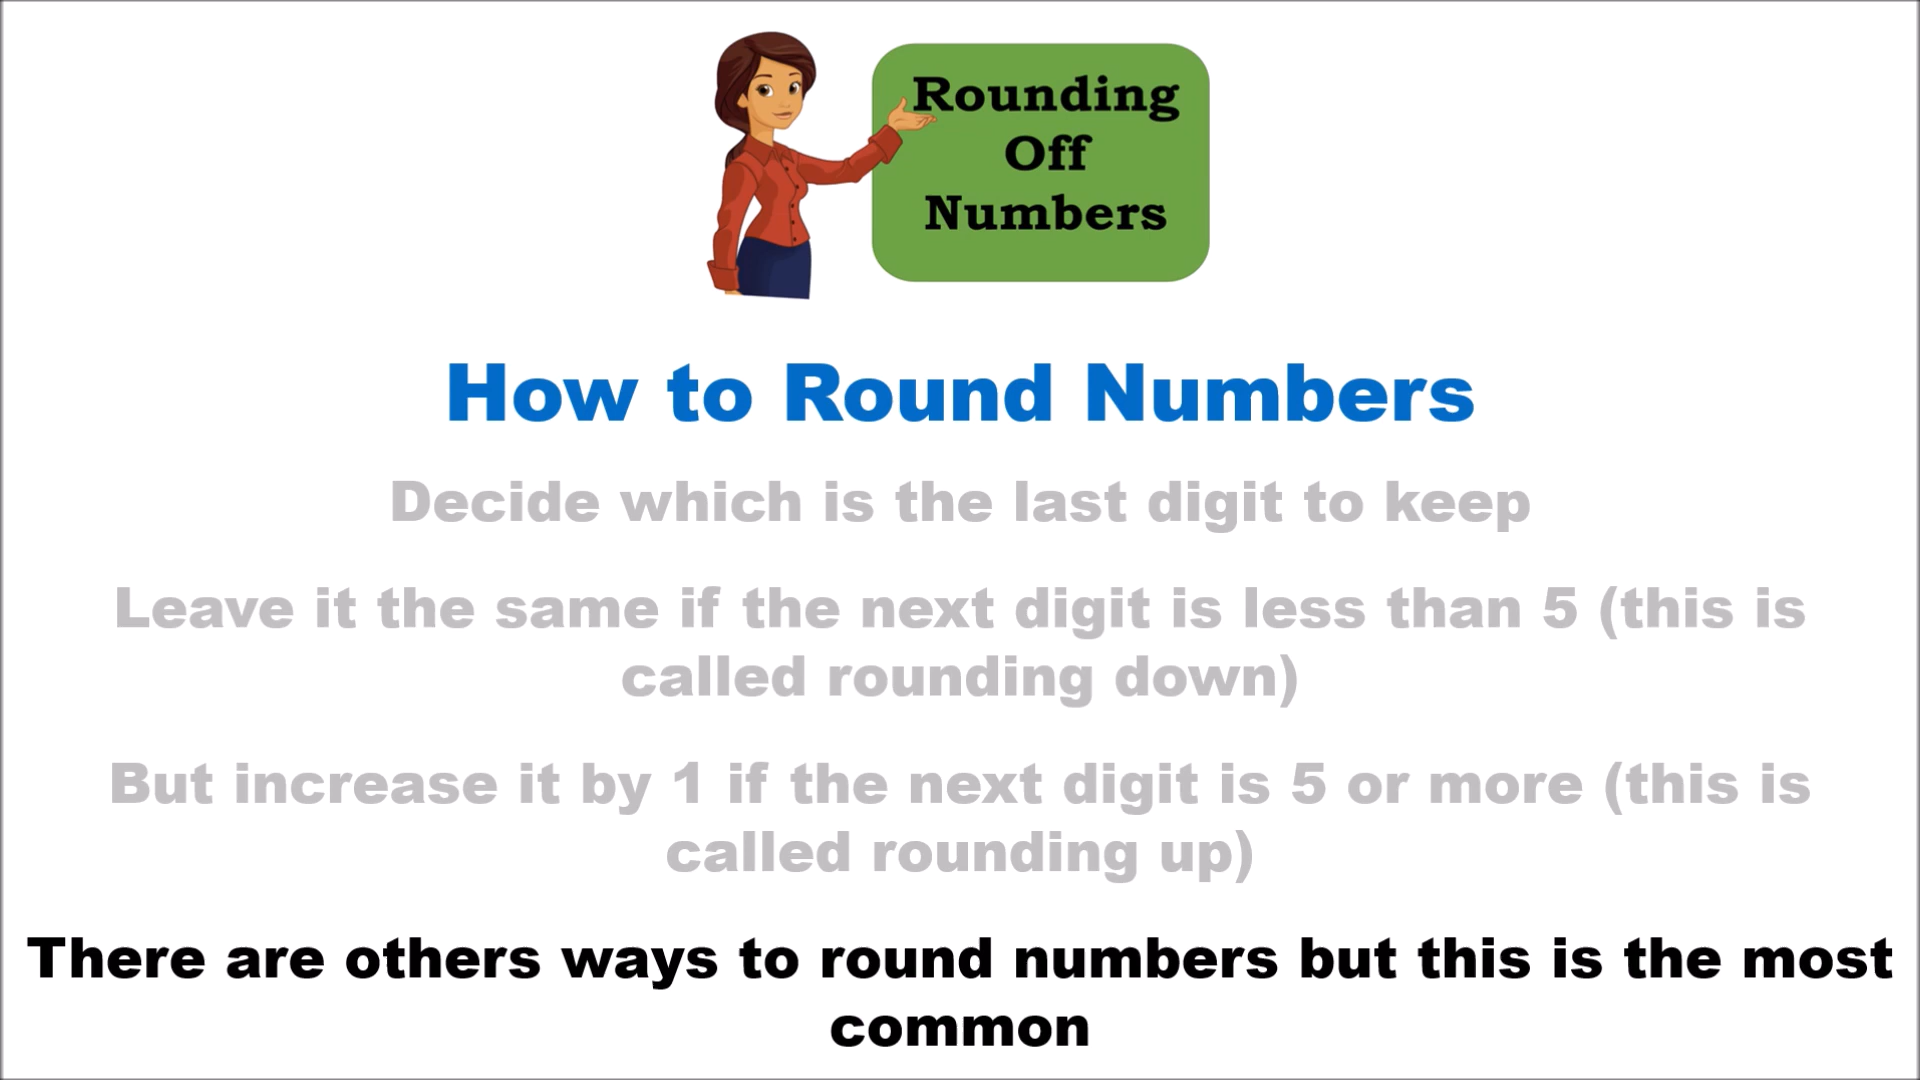 Rounding
Off
Numbers
How to Round Numbers
Decide which is the last digit to keep
Leave it the same if the next digit is less than 5 (this is
called rounding down)
But increase it by 1 if the next digit is 5 or more (this is
called rounding up)
There are others ways to round numbers but this is the most
common